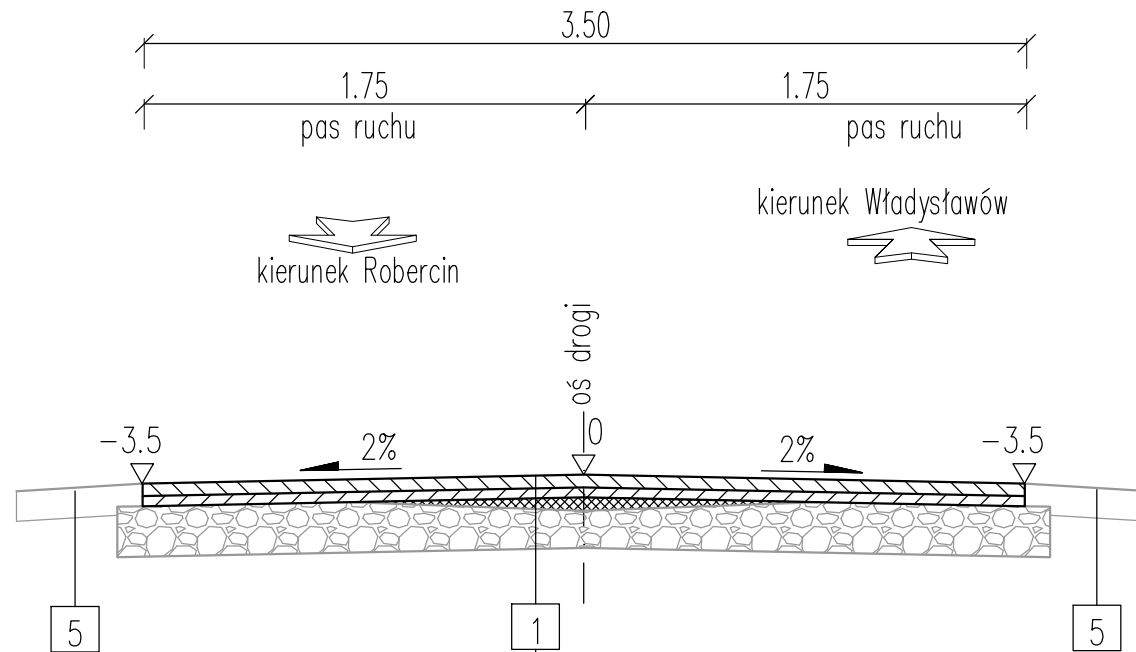 3.50
1.75
1.75
pas ruchu
pas ruchu
kierunek Władysławów
kierunek Robercin
oś drogi
-3.5
2%
0
2%
-3.5
5
1
5